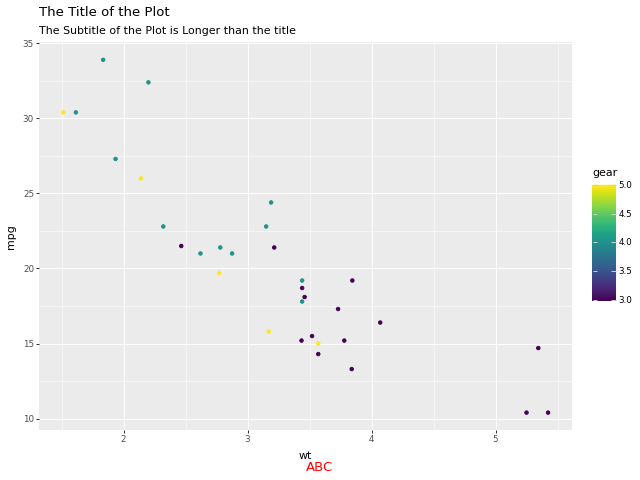 The Title of the Plot
The Subtitle of the Plot is Longer than the title
35
30
25
20
15
10
mpg
2
3
4
5
wt
ABC
gear
5.0
4.5
4.0
3.5
3.0